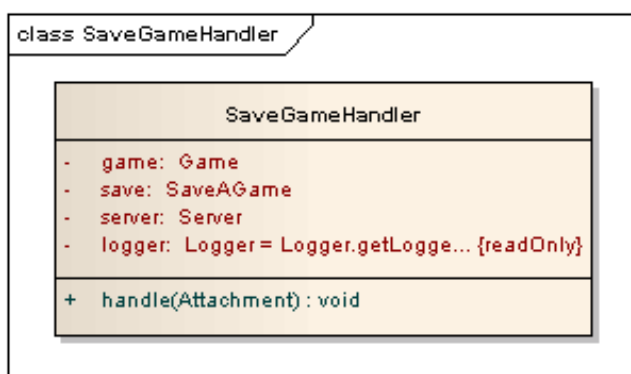 class SaveGameHandler
SaveGameHandler
- game: Game
- save: SaveAGame
- server: Server
- logger: Logger = Logger.getLogge... {readOnly}
+ handle(Attachment) : void